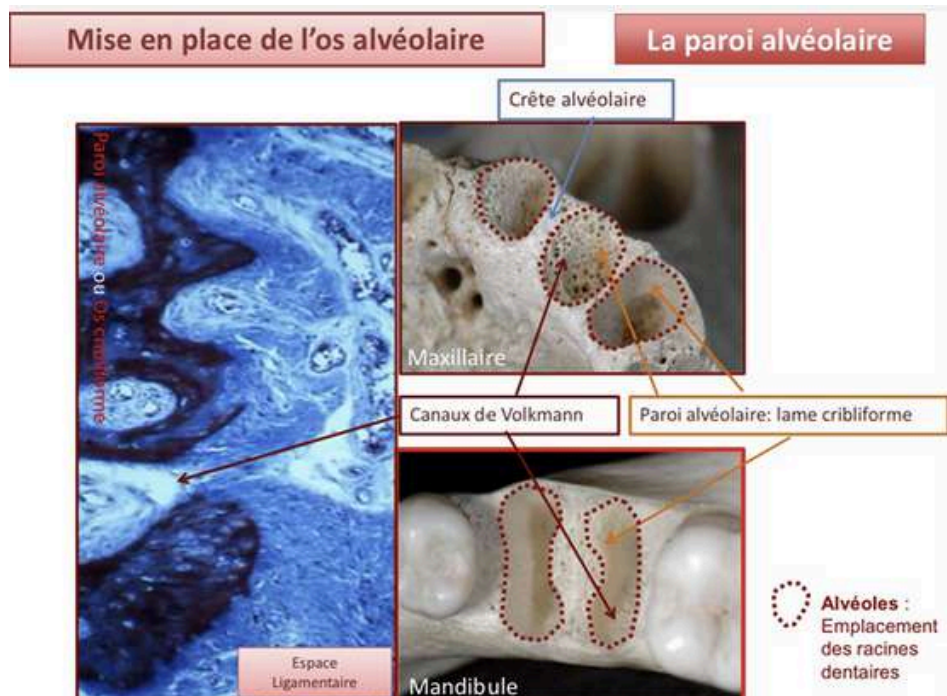 Mise en place de l'os alvéolaire
La paroi alvéolaire
Crête alvéolaire
Paroi alvéolaire ou Os cribliforme
Maxillaire
Canaux de Volkmann
Paroi alvéolaire: lame cribliforme
Alvéoles :
Emplacement
des racines
dentaires
Espace
Ligamentaire
Mandibule